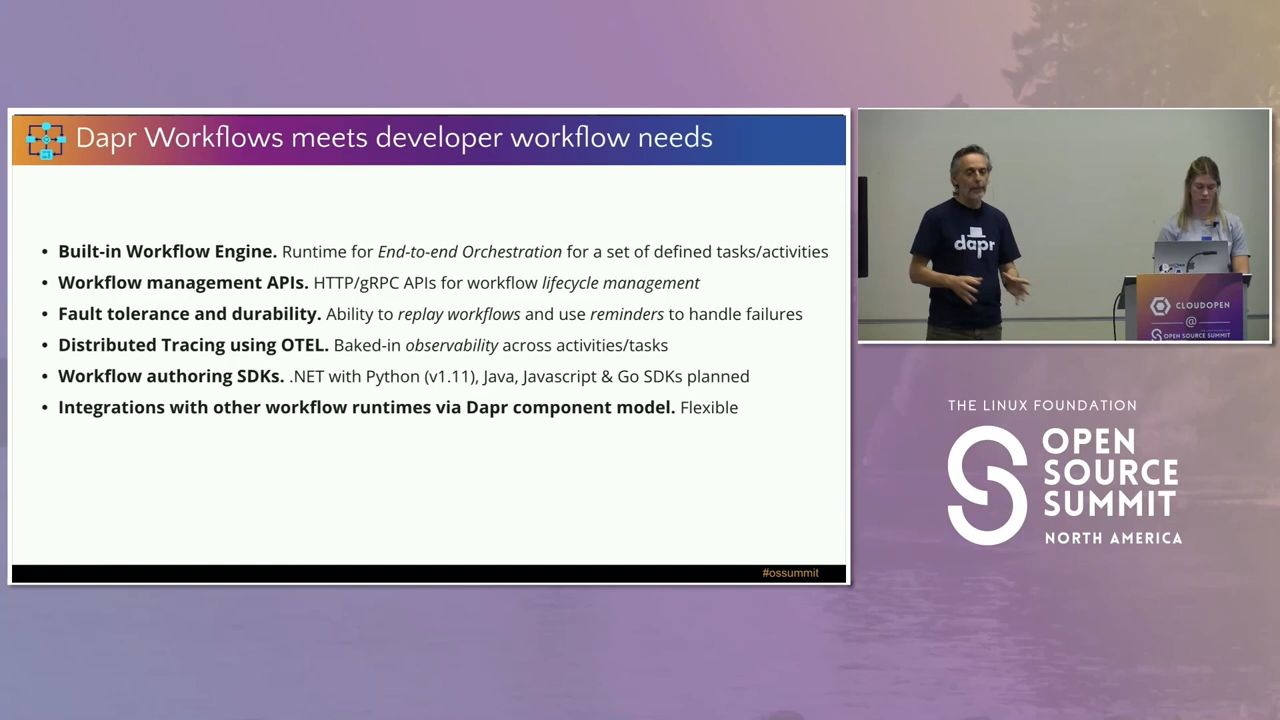 Dapr Workflows meets developer workflow needs
• Built-in Workflow Engine. Runtime for End-to-end Orchestration for a set of defined tasks/activities
• Workflow management APIs. HTTP/gRPC APIs for workflow lifecycle management
• Fault tolerance and durability. Ability to replay workflows and use reminders to handle failures
• Distributed Tracing using OTEL. Baked-in observability across activities/tasks
• Workflow authoring SDKs. .NET with Python (v1.11), Java, Javascript & Go SDKs planned
• Integrations with other workflow runtimes via Dapr component model. Flexible
#ossummit
dapr
CLOUDOPEN
@
OPEN SOURCE SUMMIT
THE LINUX FOUNDATION
OPEN
SOURCE
SUMMIT
NORTH AMERICA